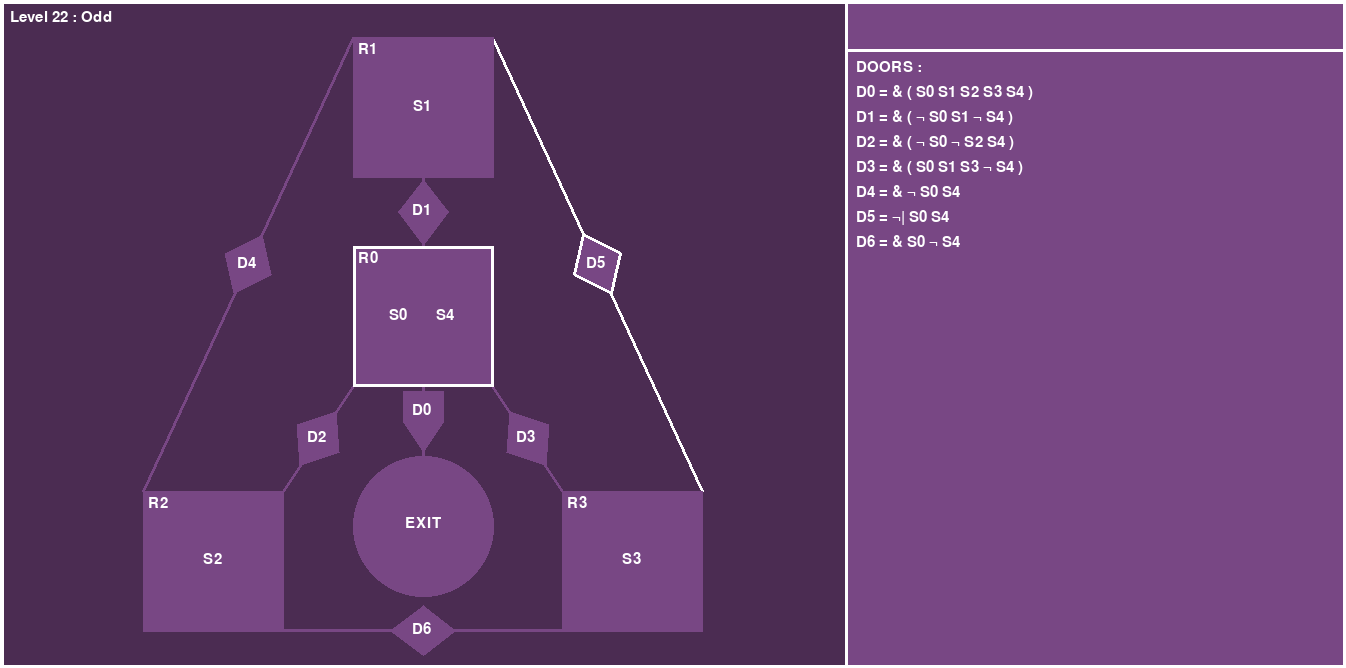 Level 22 : Odd
R1
S1
D1
D4
D5
R0
S0 S4
D0
D2
D3
R2
S2
EXIT
R3
S3
D6
DOORS :
D0 = & ( S0 S1 S2 S3 S4 )
D1 = & ( ¬ S0 S1 ¬ S4 )
D2 = & ( ¬ S0 ¬ S2 S4 )
D3 = & ( S0 S1 S3 ¬ S4 )
D4 = & ¬ S0 S4
D5 = ¬| S0 S4
D6 = & S0 ¬ S4